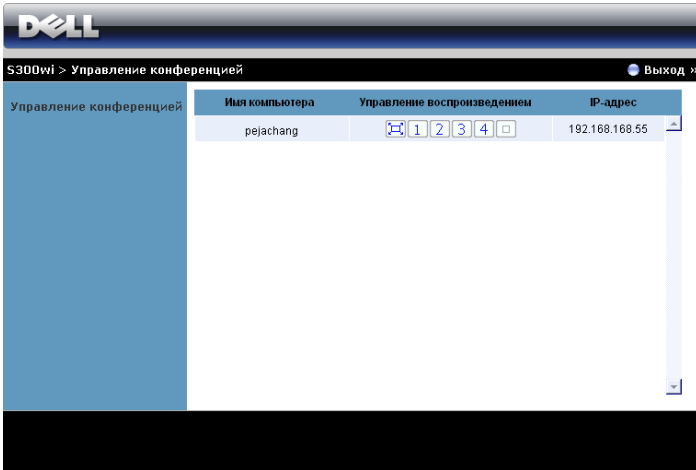 DELL
S300wi > Управление конференцией
Выход »
Управление конференцией
Имя компьютера Управление воспроизведением IP-адрес
pejachang 1 2 3 4 192.168.168.55